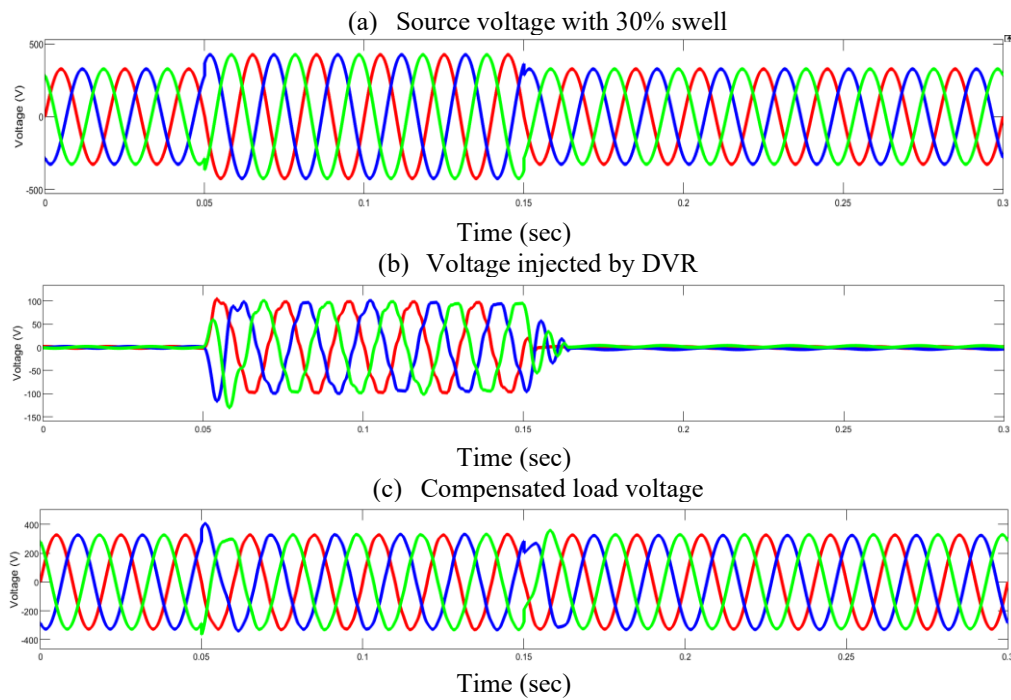 (a) Source voltage with 30% swell
500
0
-500
Voltage (V)
0 0.05 0.1 0.15 0.2 0.25 0.3
Time (sec)
(b) Voltage injected by DVR
100
50
0
-50
-100
-150
Voltage (V)
0 0.05 0.1 0.15 0.2 0.25 0.3
Time (sec)
(c) Compensated load voltage
400
200
0
-200
-400
Voltage (V)
0 0.05 0.1 0.15 0.2 0.25 0.3
Time (sec)